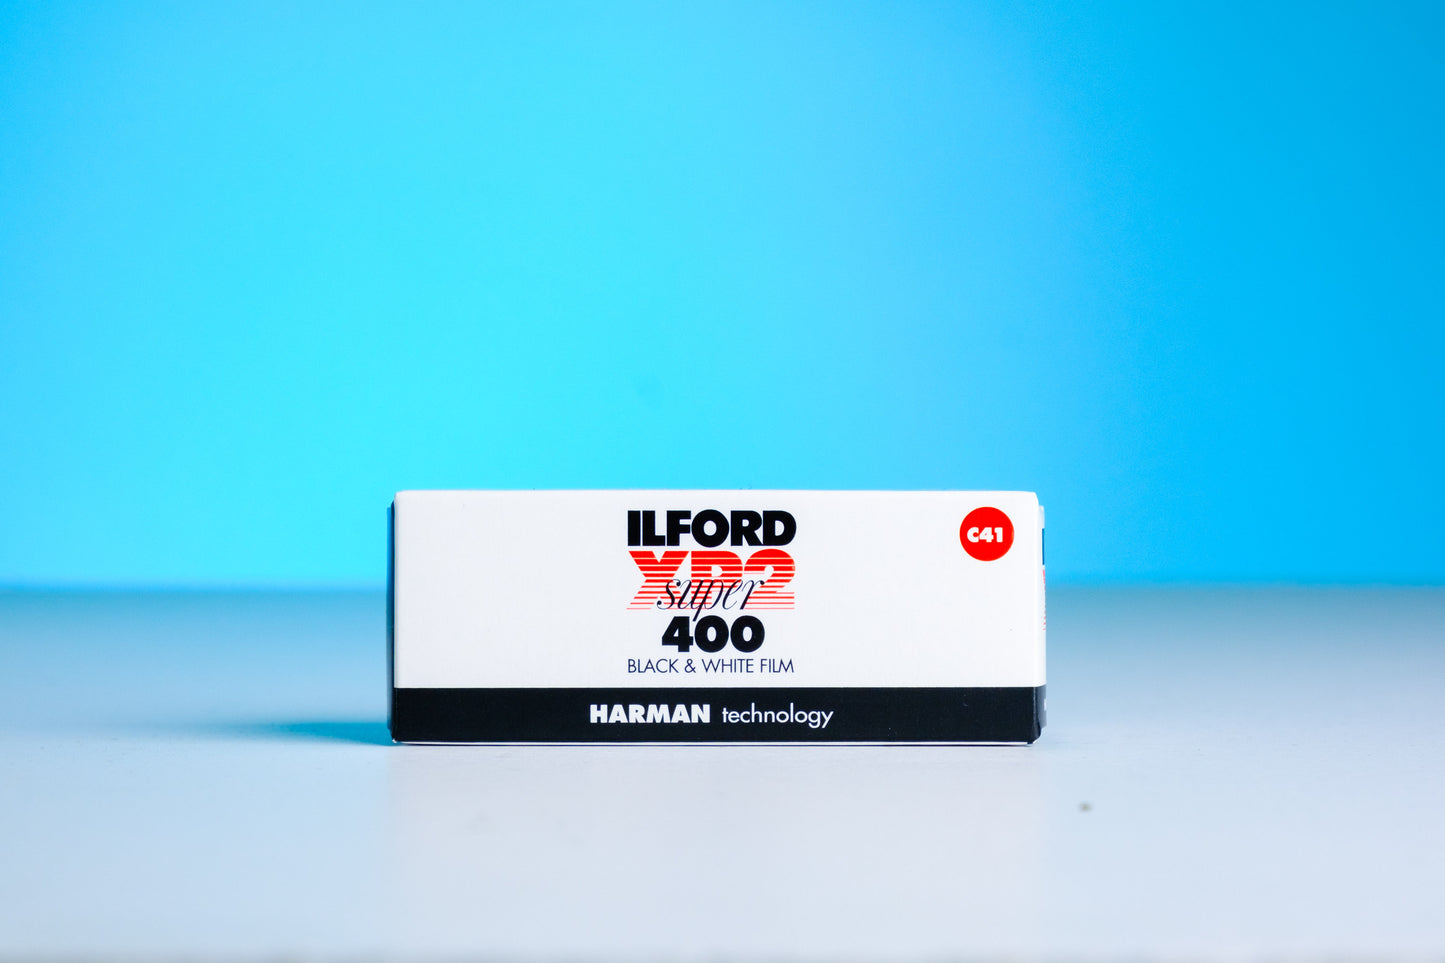 ILFORD
XP2
super
400
BLACK & WHITE FILM
C41
HARMAN technology